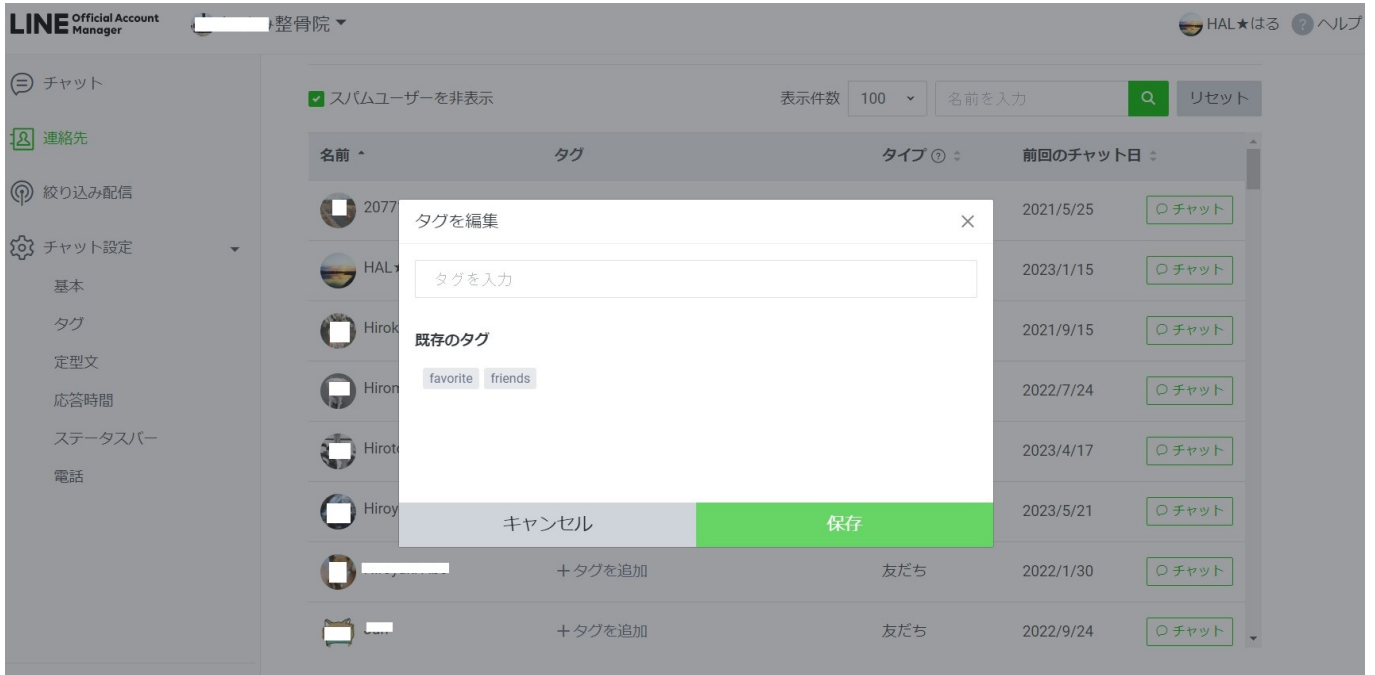 LINE Official Account Manager
整骨院
HAL★はる
? ヘルプ
チャット
連絡先
絞り込み配信
チャット設定
基本
タグ
定型文
応答時間
ステータスバー
電話
スパムユーザーを非表示
表示件数 100
名前を入力
リセット
名前 タグ タイプ ? 前回のチャット日
2077 2021/5/25 チャット
HAL★ 2023/1/15 チャット
Hirok 2021/9/15 チャット
Hirom 2022/7/24 チャット
Hiroto 2023/4/17 チャット
Hiroy 2023/5/21 チャット
+タグを追加 友だち 2022/1/30 チャット
+タグを追加 友だち 2022/9/24 チャット
タグを編集 ×
タグを入力
既存のタグ
favorite friends
キャンセル 保存